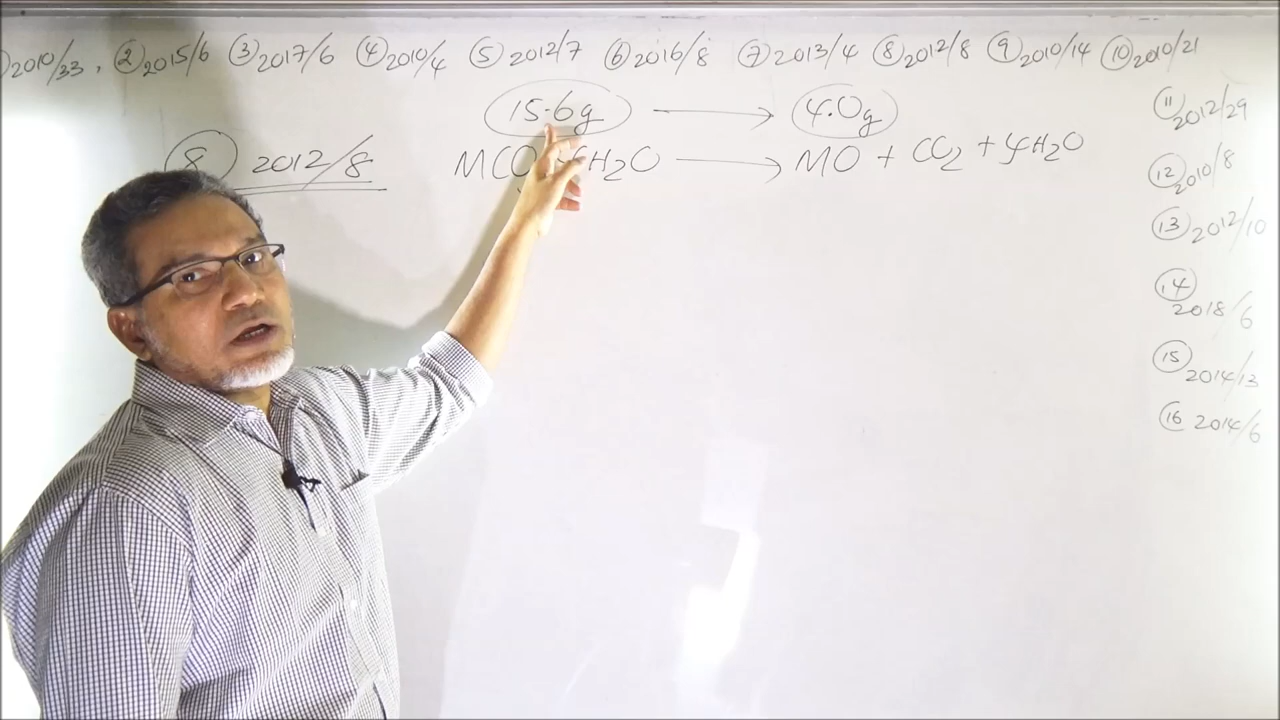 2010/33, ② 2015/6 ③ 2017/6 ④ 2010/4 ⑤ 2012/7 ⑥ 2016/8 ⑦ 2013/4 ⑧ 2012/8 ⑨ 2010/14 ⑩ 2010/21
15.6g → 4.0g
⑧ 2012/8
MCO H2O → MO + CO2 + 4H2O
⑪ 2012/29
⑫ 2010/8
⑬ 2012/10
⑭ 2018/6
⑮ 2014/13
⑯ 2014/6